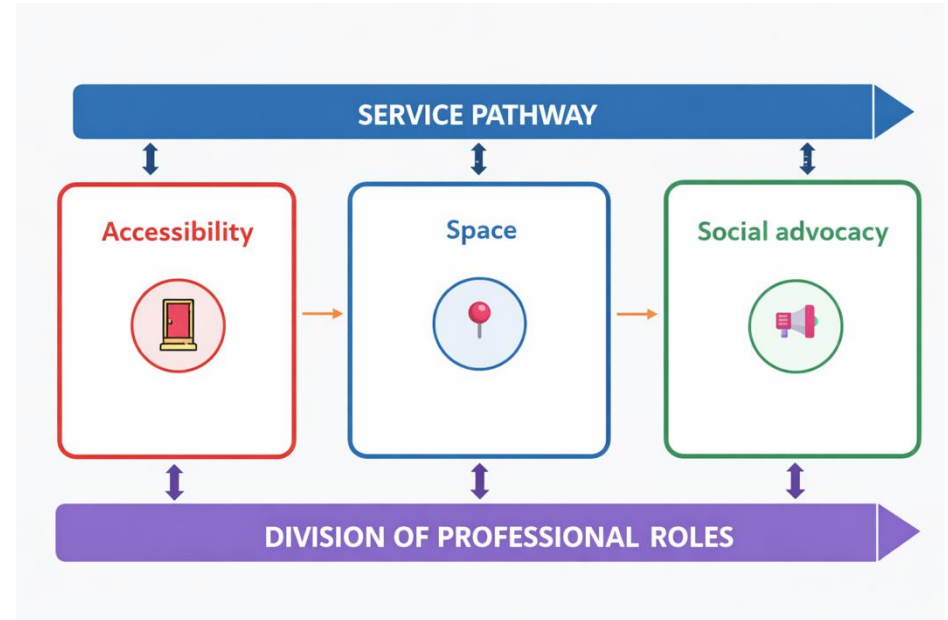 SERVICE PATHWAY
Accessibility
Space
Social advocacy
DIVISION OF PROFESSIONAL ROLES